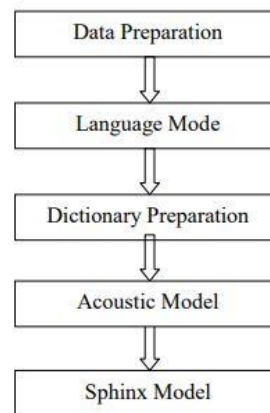 Data Preparation
Language Mode
Dictionary Preparation
Acoustic Model
Sphinx Model